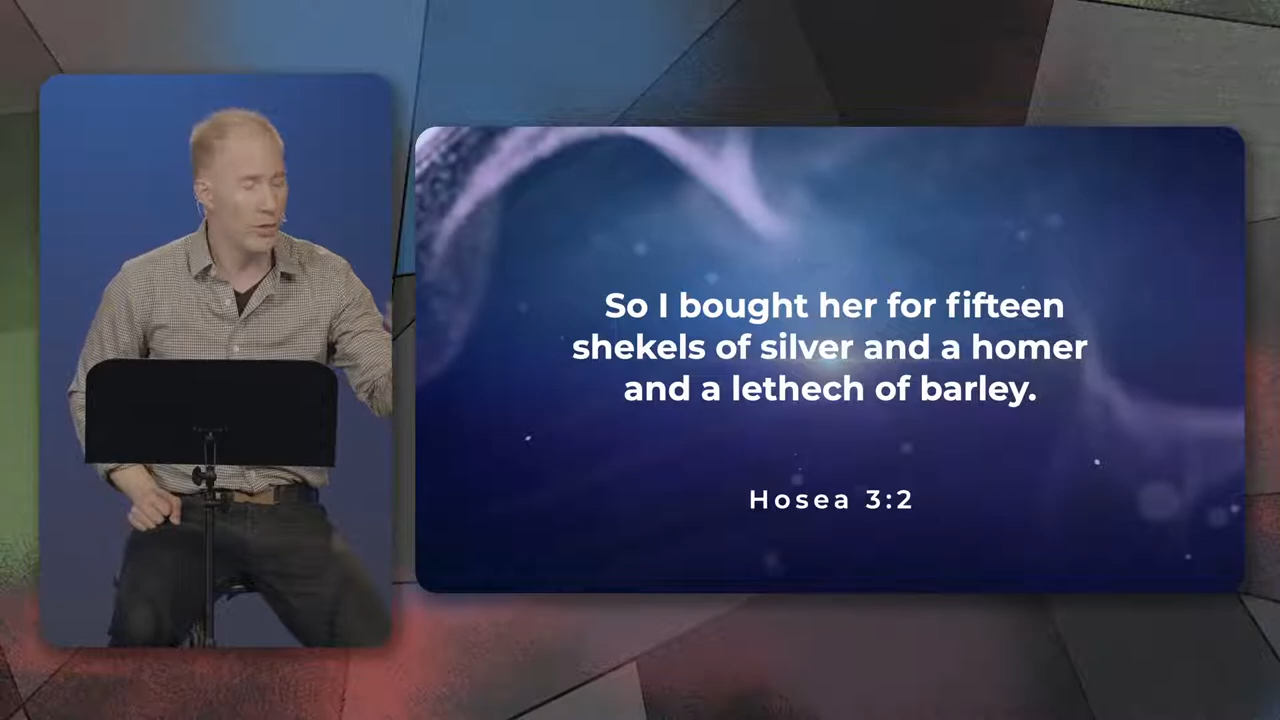 So I bought her for fifteen
shekels of silver and a homer
and a lethech of barley.
Hosea 3:2